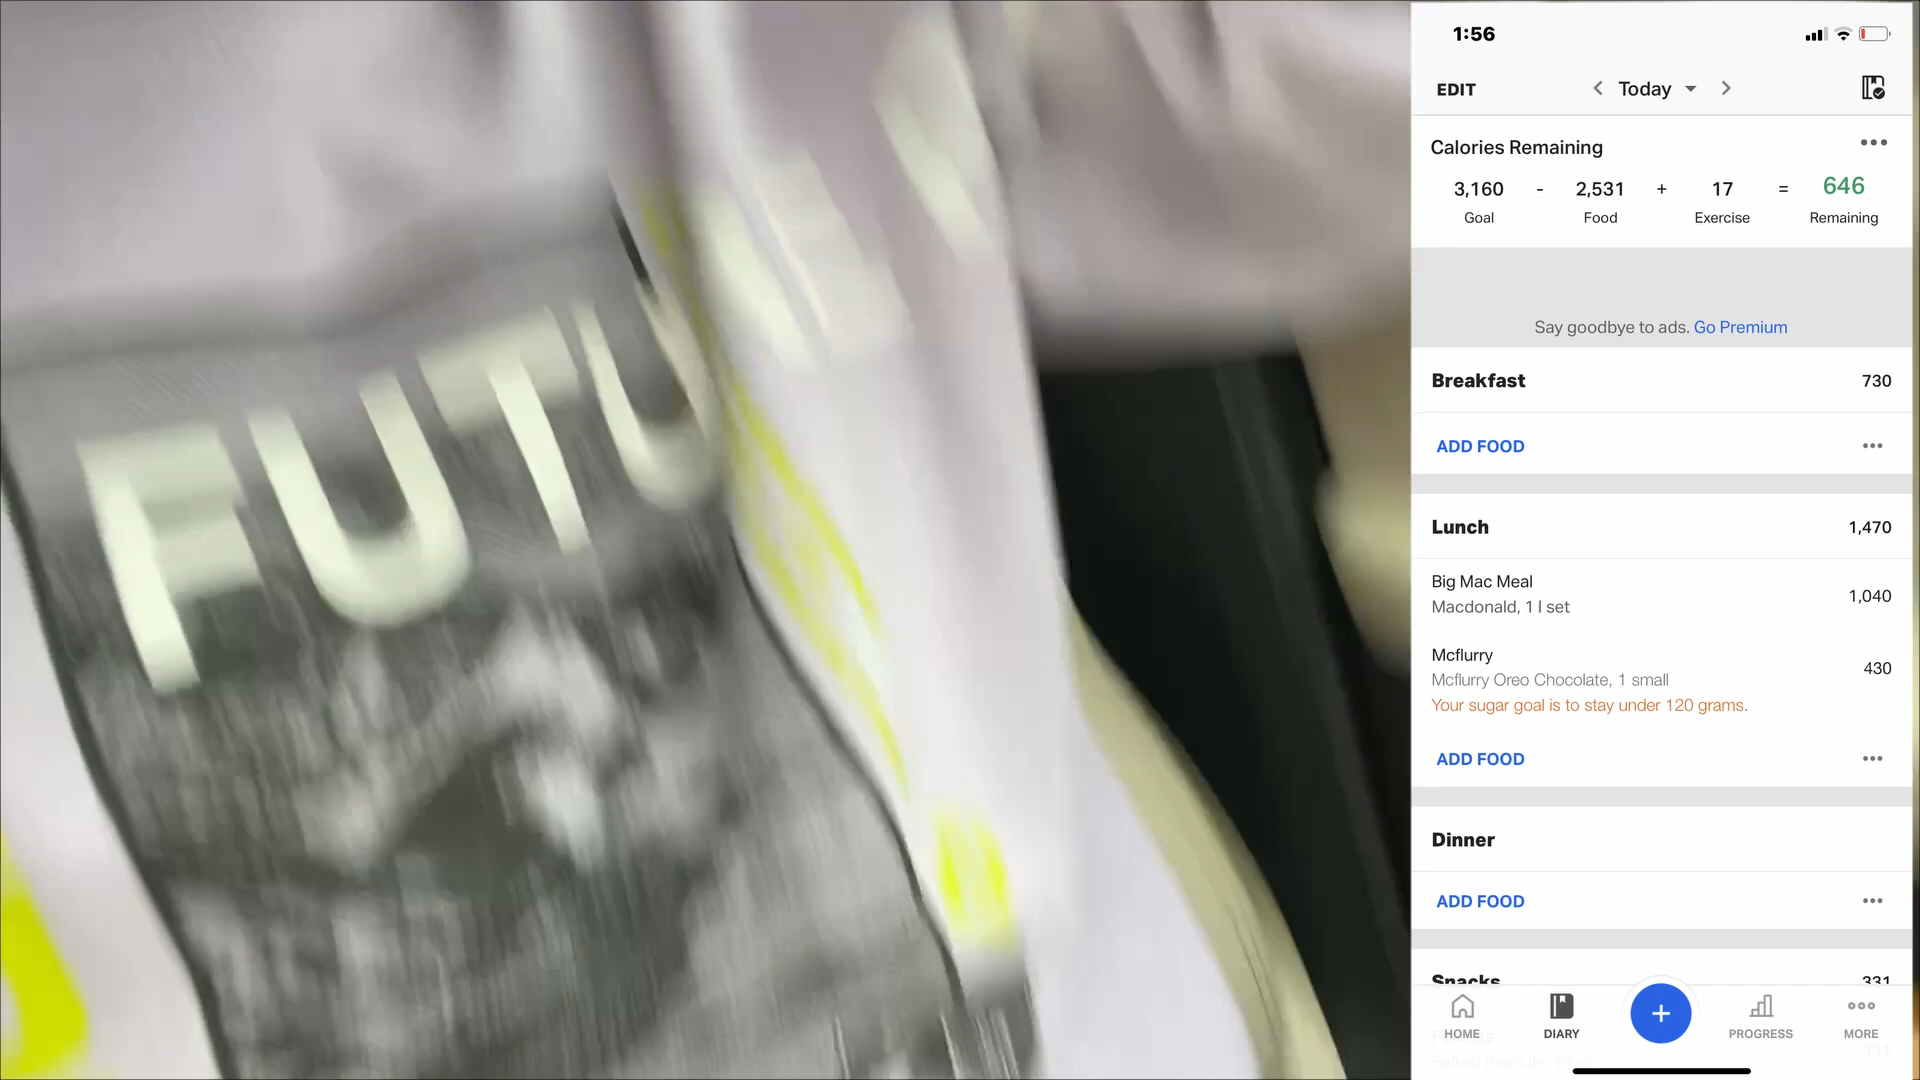 FUTU
1:56
EDIT
Today
Calories Remaining
3,160 - 2,531 + 17 = 646
Goal Food Exercise Remaining
Say goodbye to ads. Go Premium
Breakfast 730
ADD FOOD
Lunch 1,470
Big Mac Meal
Macdonald, 1 l set
1,040
Mcflurry
Mcflurry Oreo Chocolate, 1 small
430
Your sugar goal is to stay under 120 grams.
ADD FOOD
Dinner
ADD FOOD
Snacks 331
HOME DIARY + PROGRESS MORE
331